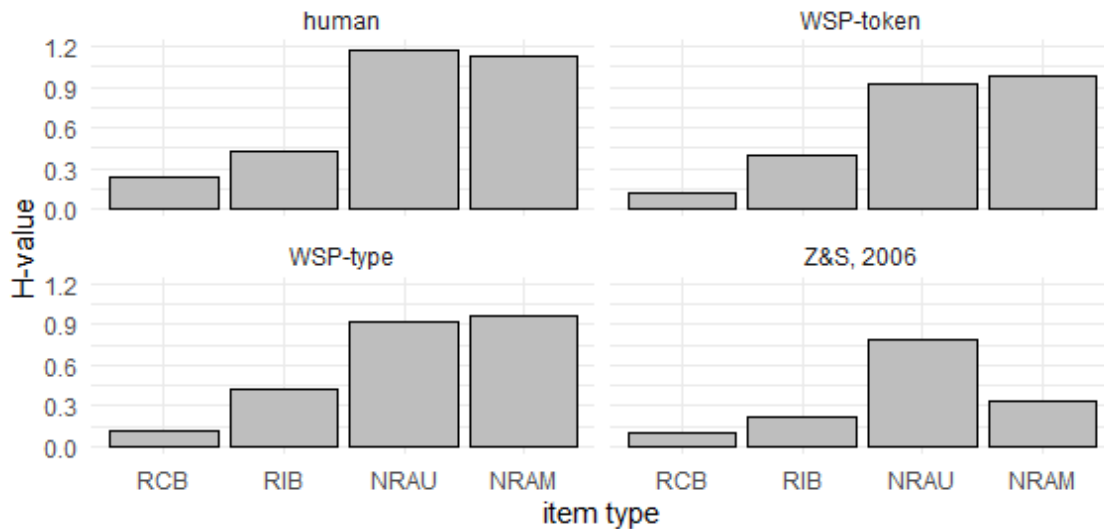 human
WSP-token
1.2
0.9
0.6
0.3
0.0
WSP-type
Z&S, 2006
1.2
0.9
0.6
0.3
0.0
H-value
RCB RIB NRAU NRAM
RCB RIB NRAU NRAM
item type